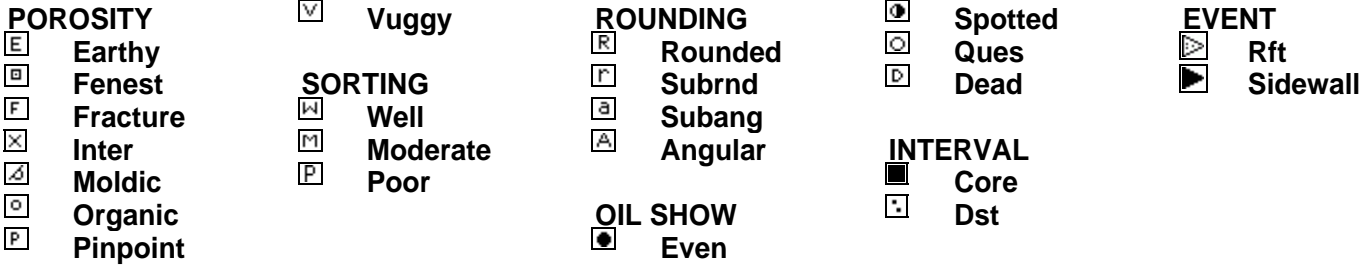 POROSITY
E Earthy
Fenest
F Fracture
X Inter
Moldic
Organic
P Pinpoint
V Vuggy
SORTING
W Well
M Moderate
P Poor
ROUNDING
R Rounded
r Subrnd
a Subang
A Angular
OIL SHOW
Even
Spotted
Ques
D Dead
INTERVAL
Core
Dst
EVENT
Rft
Sidewall